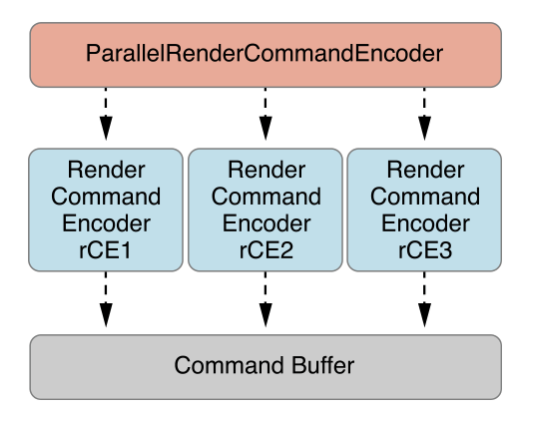 ParallelRenderCommandEncoder
Render
Command
Encoder
rCE1
Render
Command
Encoder
rCE2
Render
Command
Encoder
rCE3
Command Buffer